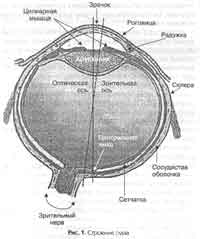 Зрачок
Цилиарная
мышца
Роговица
Радужка
Хрусталик
Оптическая
ось
Зрительная
ось
Склера
Центральная
ямка
Сосудистая
оболочка
Сетчатка
Зрительный
нерв
Рис. 1. Строение глаза